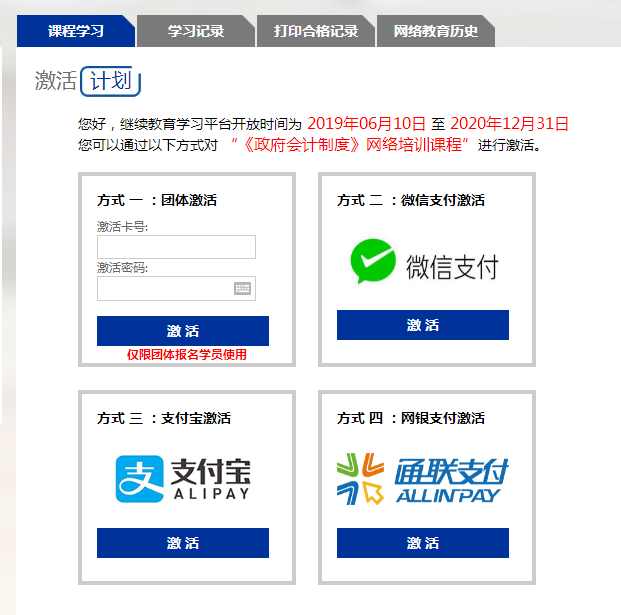 课程学习 学习记录 打印合格记录 网络教育历史
激活 计划
您好，继续教育学习平台开放时间为 2019年06月10日 至 2020年12月31日
您可以通过以下方式对 “《政府会计制度》网络培训课程” 进行激活。
方式 一 ：团体激活
激活卡号:
激活密码:
激 活
仅限团体报名学员使用
方式 二 ：微信支付激活
微信支付
激 活
方式 三 ：支付宝激活
支 支付宝
ALIPAY
激 活
方式 四 ：网银支付激活
通联支付
ALLINPAY
激 活